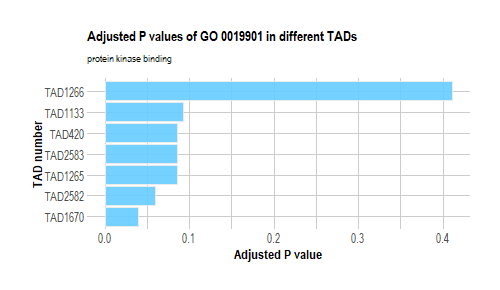 Adjusted P values of GO 0019901 in different TADs
protein kinase binding
TAD number
TAD1266
TAD1133
TAD420
TAD2583
TAD1265
TAD2582
TAD1670
0.0 0.1 0.2 0.3 0.4
Adjusted P value